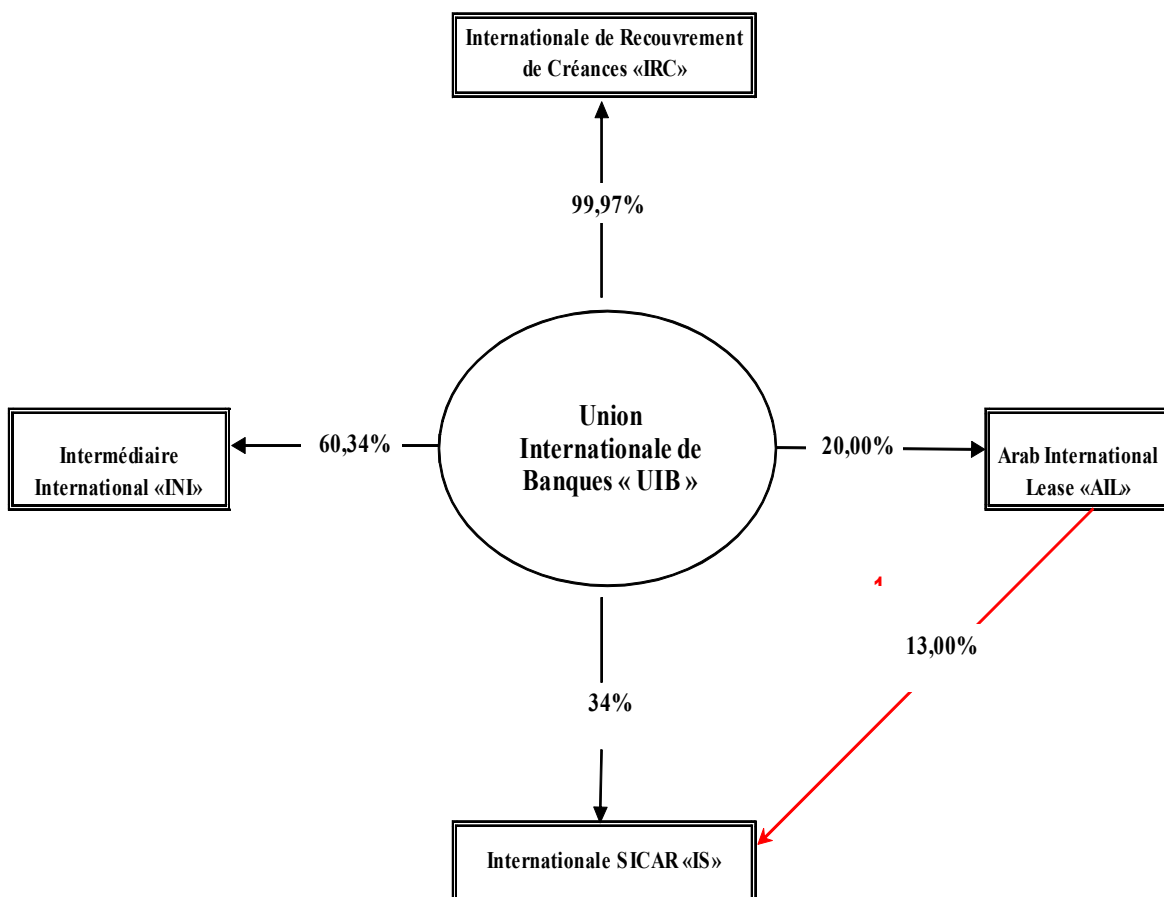 Internationale de Recouvrement
de Créances «IRC»
99,97%
Union
Internationale de
Banques « UIB »
60,34%
20,00%
Intermédiaire
International «INI»
Arab International
Lease «AIL»
13,00%
34%
Internationale SICAR «IS»